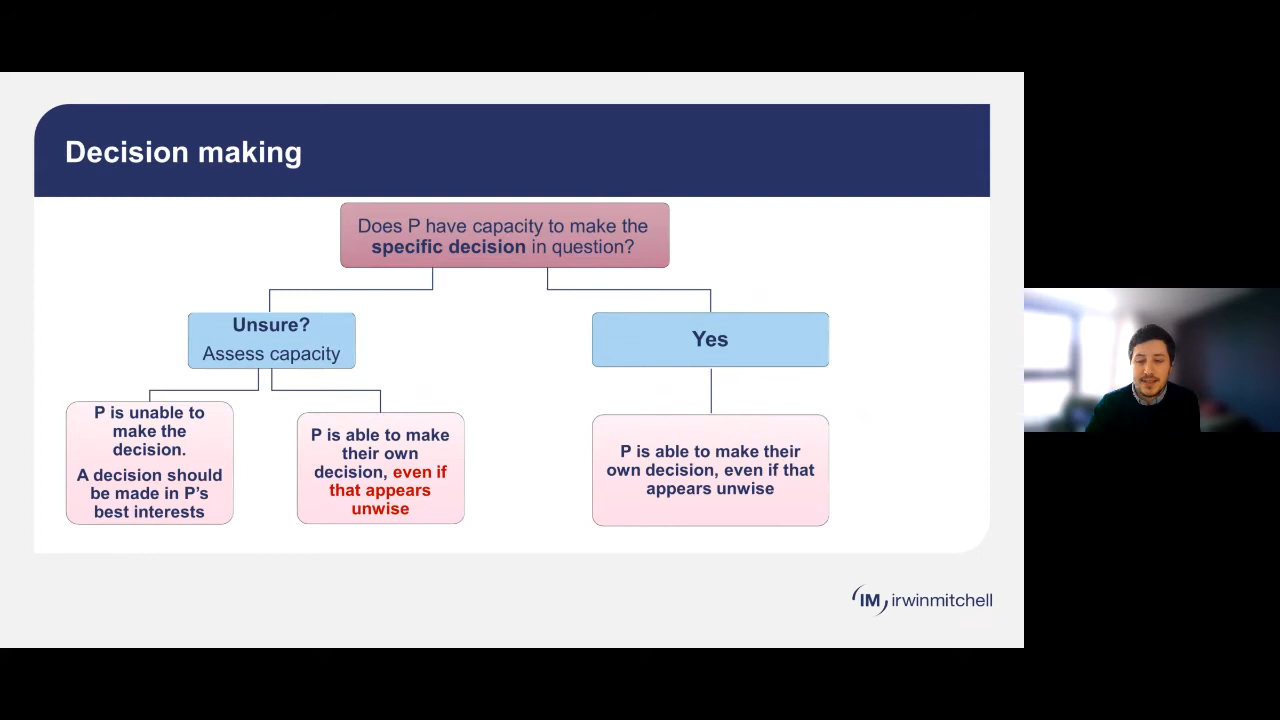 Decision making
Does P have capacity to make the
specific decision in question?
Unsure?
Assess capacity
Yes
P is unable to
make the
decision.
A decision should
be made in P’s
best interests
P is able to make
their own
decision, even if
that appears
unwise
P is able to make their
own decision, even if that
appears unwise
IM irwinmitchell